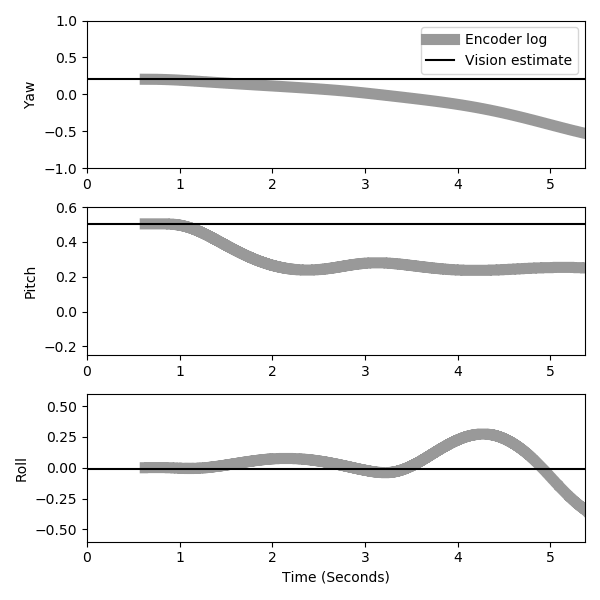 1.0
0.5
0.0
−0.5
−1.0
Yaw
Encoder log
Vision estimate
0 1 2 3 4 5
0.6
0.4
0.2
0.0
−0.2
Pitch
0 1 2 3 4 5
0.50
0.25
0.00
−0.25
−0.50
Roll
0 1 2 3 4 5
Time (Seconds)